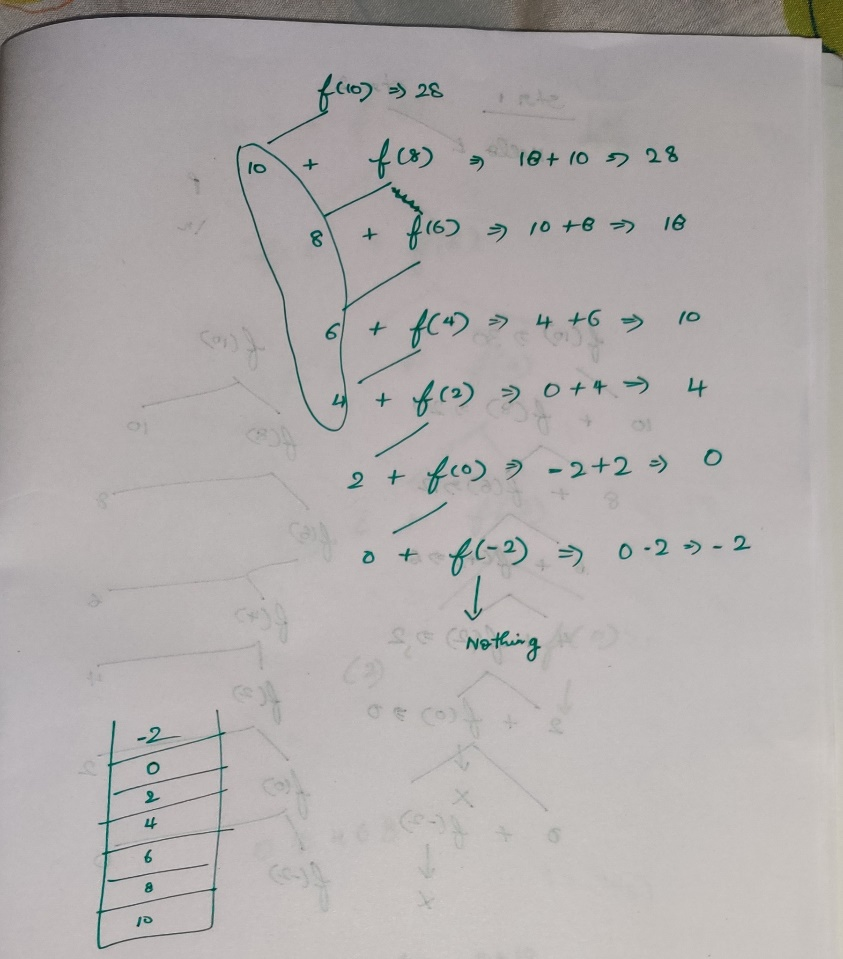 f(10) ⇒ 28
10 + f(8) ⇒ 18 + 10 ⇒ 28
8 + f(6) ⇒ 10 + 8 ⇒ 18
6 + f(4) ⇒ 4 + 6 ⇒ 10
4 + f(2) ⇒ 0 + 4 ⇒ 4
2 + f(0) ⇒ -2 + 2 ⇒ 0
0 + f(-2) ⇒ 0 - 2 ⇒ - 2
Nothing
-2
0
2
4
6
8
10